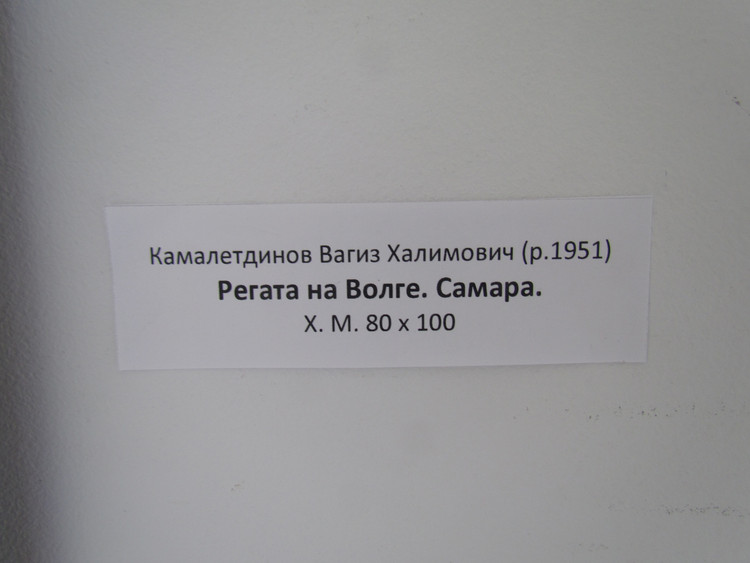 Камалетдинов Вагиз Халимович (р.1951)
Регата на Волге. Самара.
Х. М. 80 х 100